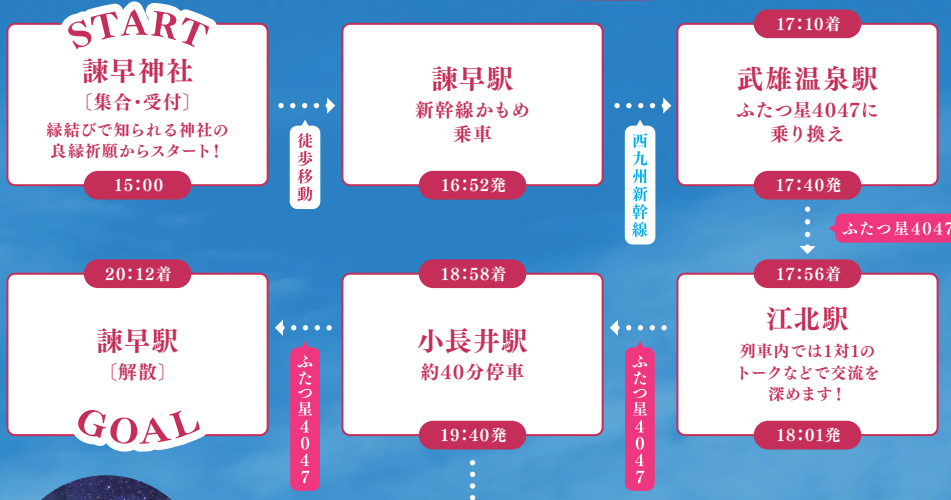 START
諫早神社
〔集合・受付〕
縁結びで知られる神社の
良縁祈願からスタート！
15:00
徒歩移動
諫早駅
新幹線かもめ
乗車
16:52発
西九州新幹線
17:10着
武雄温泉駅
ふたつ星4047に
乗り換え
17:40発
ふたつ星4047
17:56着
江北駅
列車内では1対1の
トークなどで交流を
深めます！
18:01発
ふたつ星4047
18:58着
小長井駅
約40分停車
19:40発
ふたつ星4047
20:12着
諫早駅
〔解散〕
GOAL